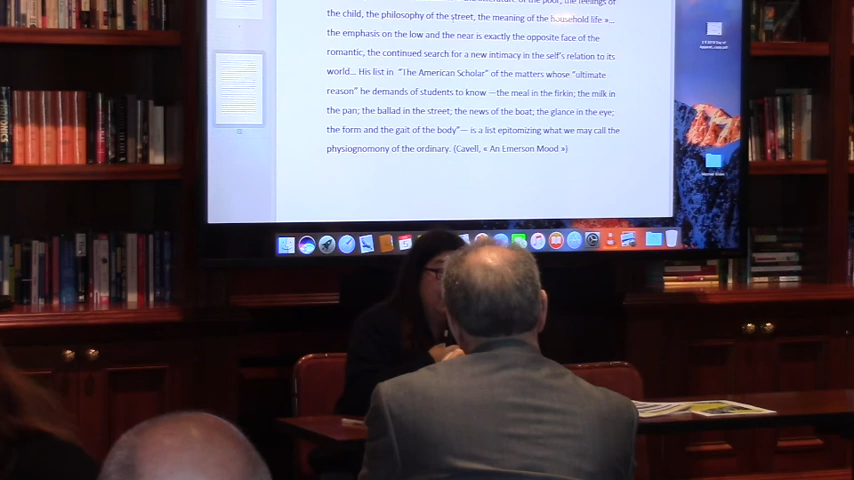 the child, the philosophy of the street, the meaning of the household life »...
the emphasis on the low and the near is exactly the opposite face of the
romantic, the continued search for a new intimacy in the self's relation to its
world... His list in "The American Scholar" of the matters whose "ultimate
reason" he demands of students to know —the meal in the firkin; the milk in
the pan; the ballad in the street; the news of the boat; the glance in the eye;
the form and the gait of the body"— is a list epitomizing what we may call the
physiognomony of the ordinary. (Cavell, « An Emerson Mood »)